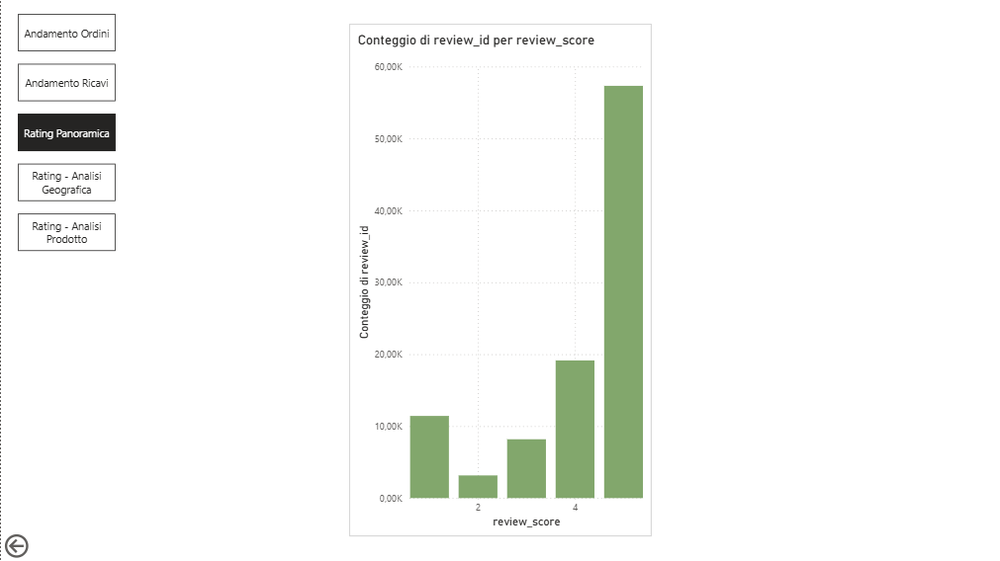 Andamento Ordini
Andamento Ricavi
Rating Panoramica
Rating - Analisi
Geografica
Rating - Analisi
Prodotto
Conteggio di review_id per review_score
60,00K
50,00K
40,00K
30,00K
20,00K
10,00K
0,00K
Conteggio di review_id
2
4
review_score